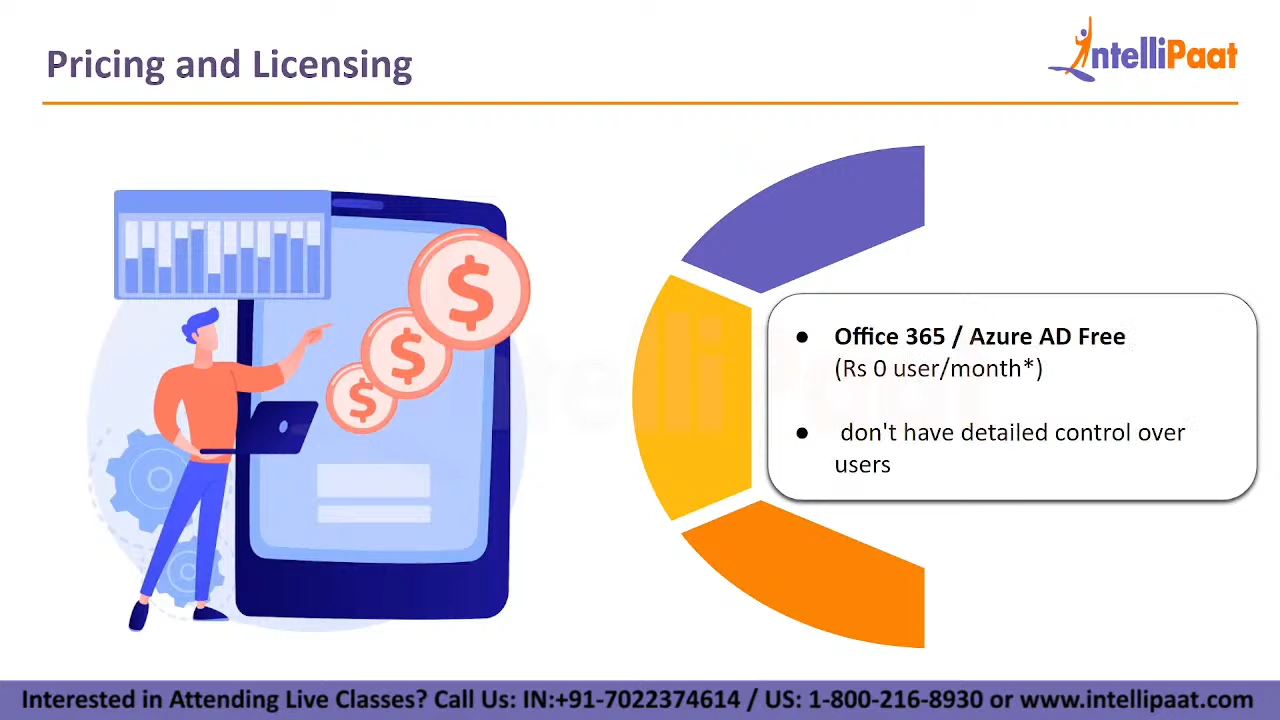 Pricing and Licensing
IntelliPaat
● Office 365 / Azure AD Free
(Rs 0 user/month*)
● don't have detailed control over
users
$
$
$
Interested in Attending Live Classes? Call Us: IN:+91-7022374614 / US: 1-800-216-8930 or www.intellipaat.com